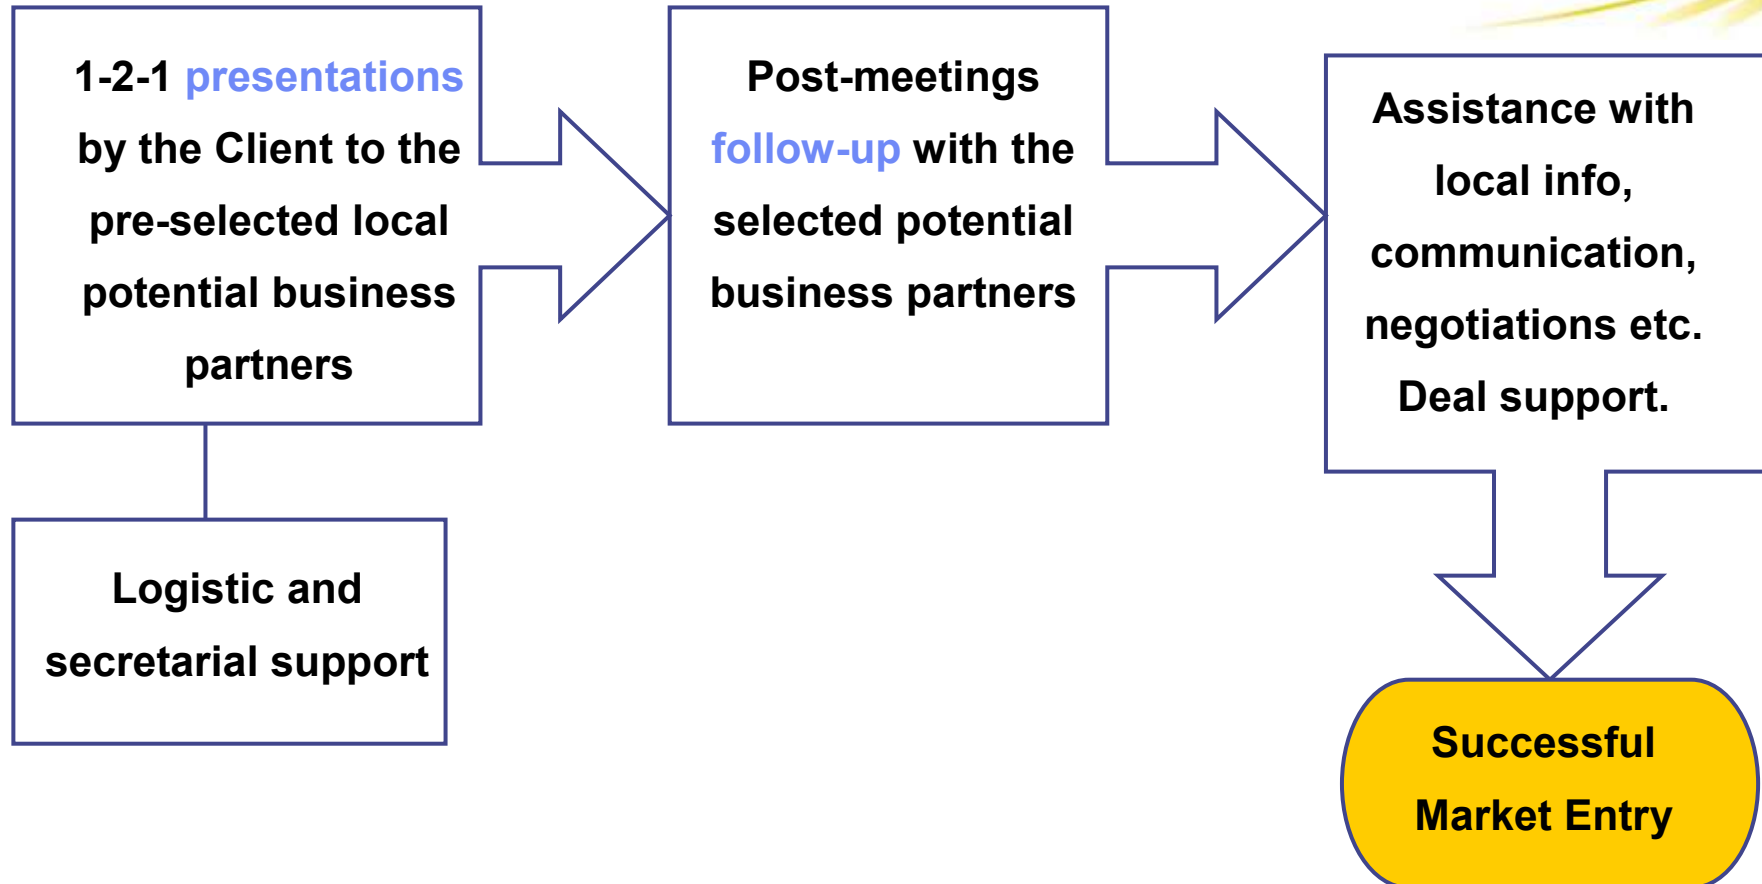 1-2-1 presentations
by the Client to the
pre-selected local
potential business
partners
Post-meetings
follow-up with the
selected potential
business partners
Assistance with
local info,
communication,
negotiations etc.
Deal support.
Logistic and
secretarial support
Successful
Market Entry